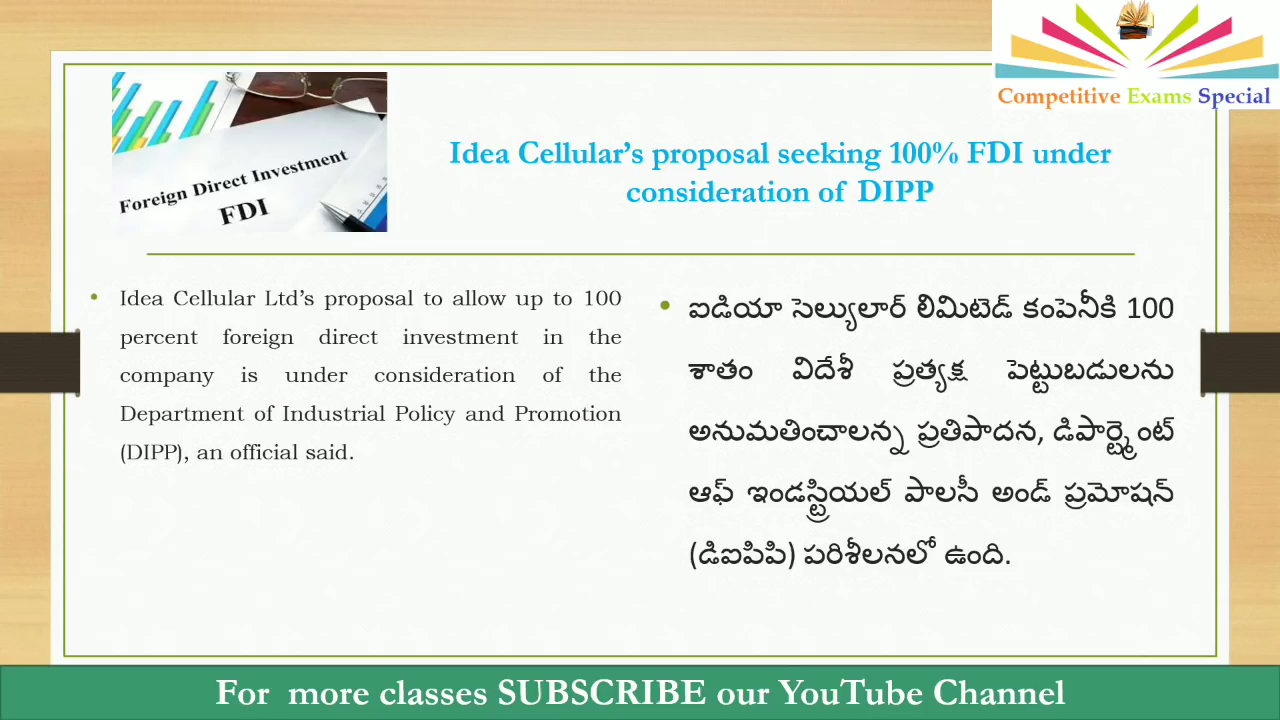 Competitive Exams Special
Foreign Direct Investment
FDI
Idea Cellular’s proposal seeking 100% FDI under
consideration of DIPP
• Idea Cellular Ltd’s proposal to allow up to 100
percent foreign direct investment in the
company is under consideration of the
Department of Industrial Policy and Promotion
(DIPP), an official said.
• ఐడియా సెల్యులార్ లిమిటెడ్ కంపెనీకి 100
శాతం విదేశీ ప్రత్యక్ష పెట్టుబడులను
అనుమతించాలన్న ప్రతిపాదన, డిపార్ట్మెంట్
ఆఫ్ ఇండస్ట్రియల్ పాలసీ అండ్ ప్రమోషన్
(డిఐపిపి) పరిశీలనలో ఉంది.
For more classes SUBSCRIBE our YouTube Channel